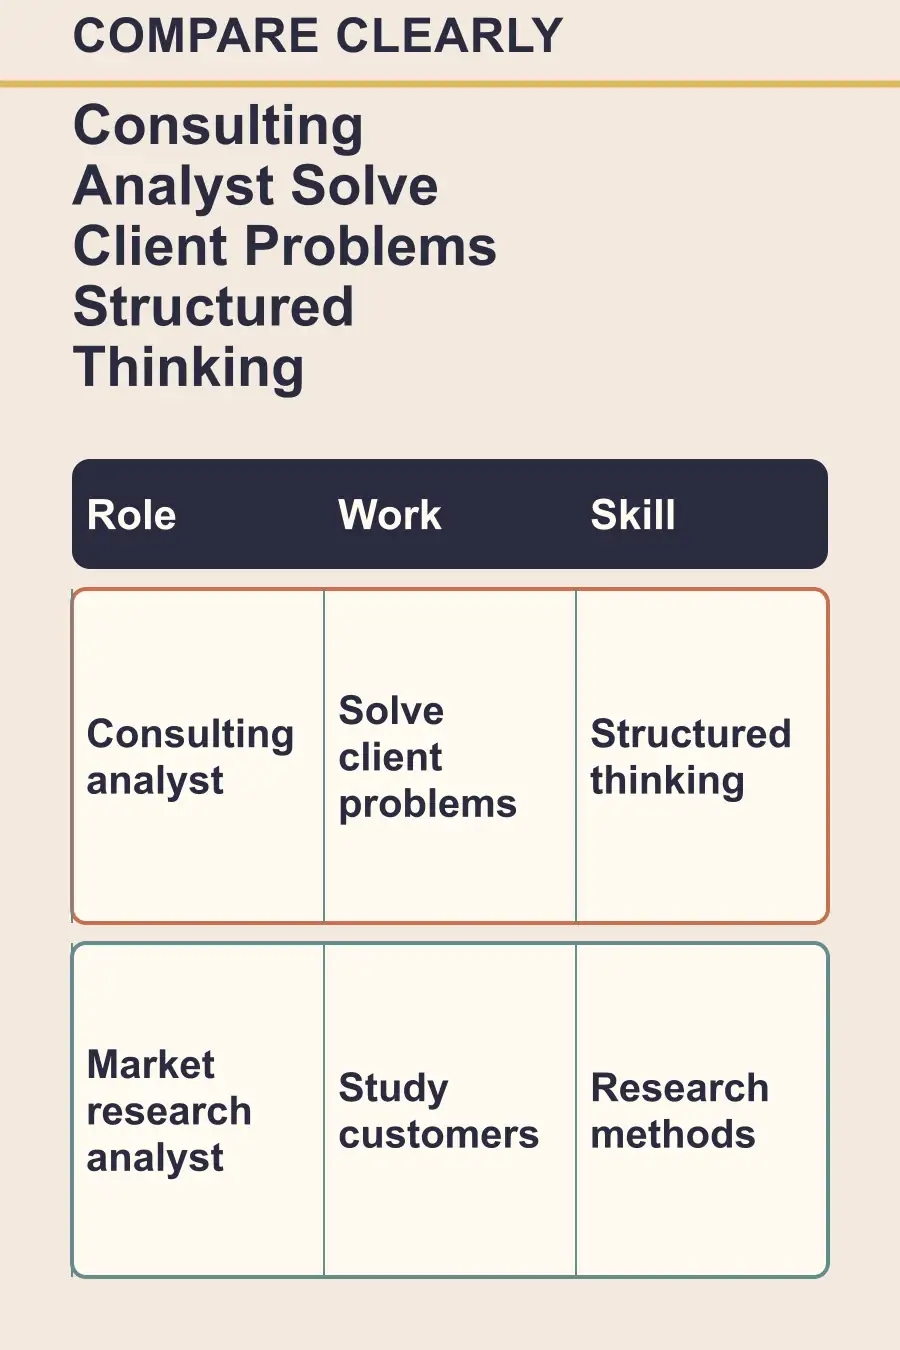 COMPARE CLEARLY
Consulting
Analyst Solve
Client Problems
Structured
Thinking
Role Work Skill
Consulting
analyst
Solve
client
problems
Structured
thinking
Market
research
analyst
Study
customers
Research
methods